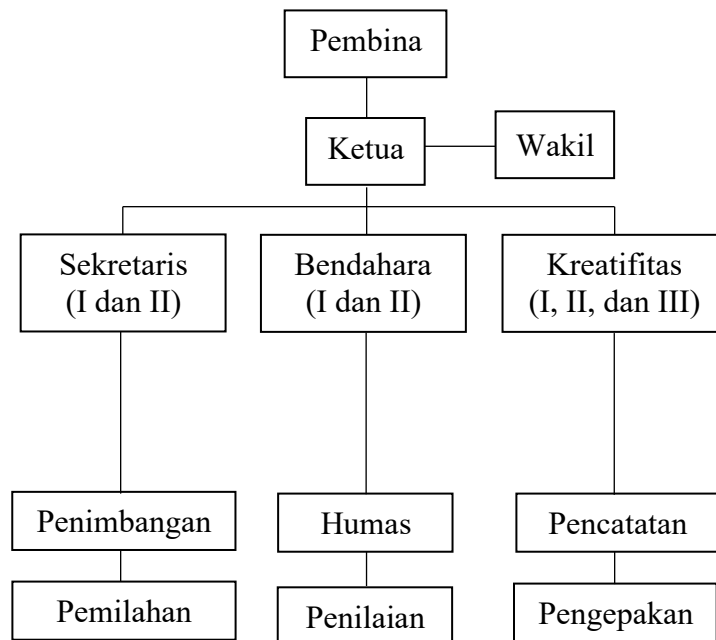 Pembina
Ketua
Wakil
Sekretaris
(I dan II)
Bendahara
(I dan II)
Kreatifitas
(I, II, dan III)
Penimbangan
Humas
Pencatatan
Pemilahan
Penilaian
Pengepakan